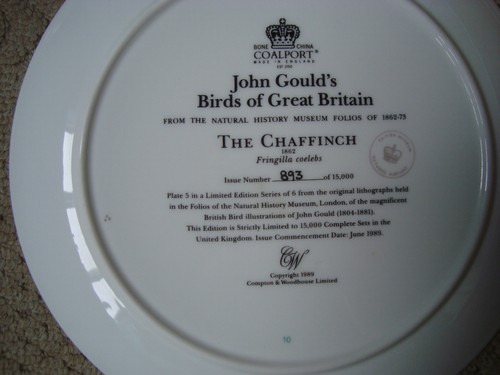 BONE CHINA
COALPORT
MADE IN ENGLAND
John Gould's
Birds of Great Britain
FROM THE NATURAL HISTORY MUSEUM FOLIOS OF 1862-73
THE CHAFFINCH
1862
Fringilla coelebs
Issue Number 893 of 15,000
Plate 5 in a Limited Edition Series of 6 from the original lithographs held
in the Folios of the Natural History Museum, London, of the magnificent
British Bird illustrations of John Gould (1804-1881).
This Edition is Strictly Limited to 15,000 Complete Sets in the
United Kingdom. Issue Commencement Date: June 1989.
CW
Copyright 1989
Compton & Woodhouse Limited
10